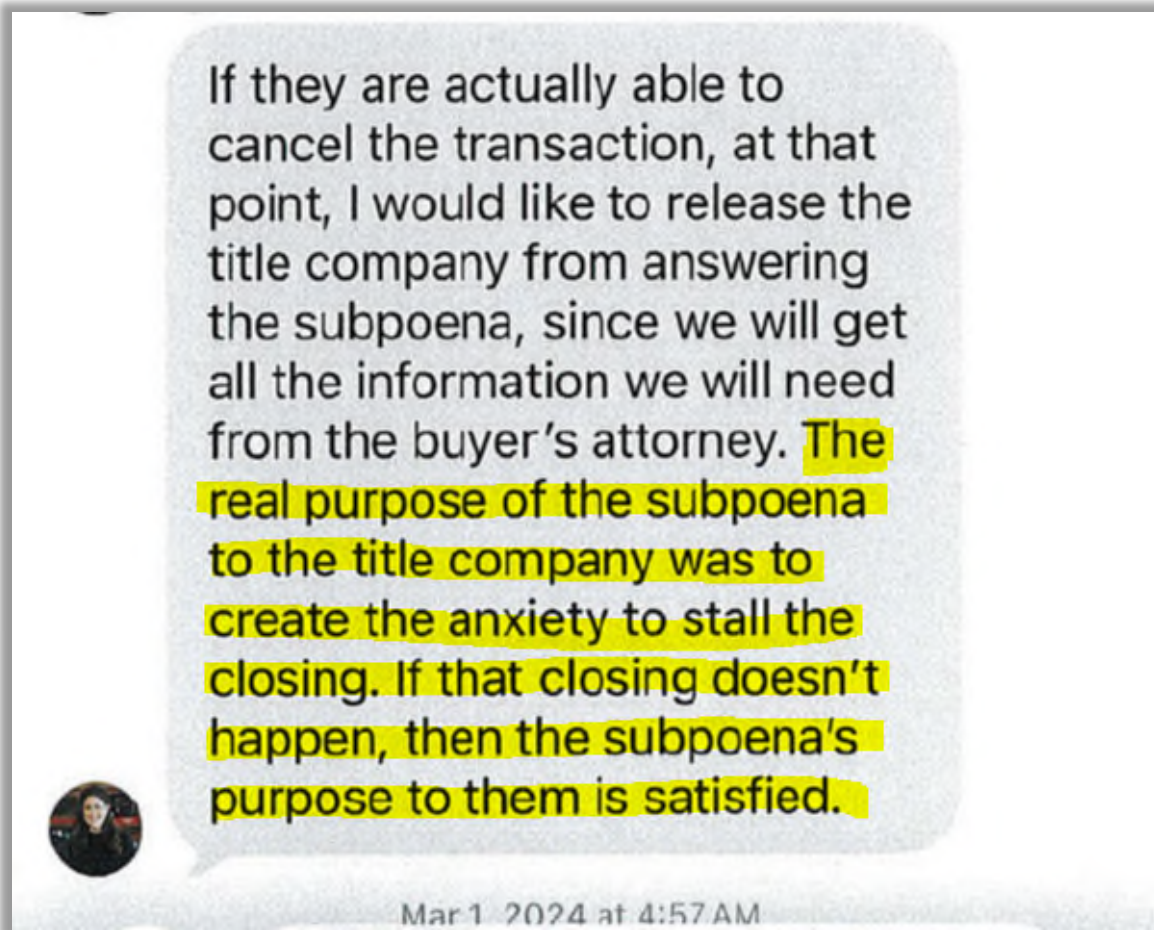 If they are actually able to
cancel the transaction, at that
point, I would like to release the
title company from answering
the subpoena, since we will get
all the information we will need
from the buyer's attorney. The
real purpose of the subpoena
to the title company was to
create the anxiety to stall the
closing. If that closing doesn't
happen, then the subpoena's
purpose to them is satisfied.
Mar 1, 2024 at 4:57 AM